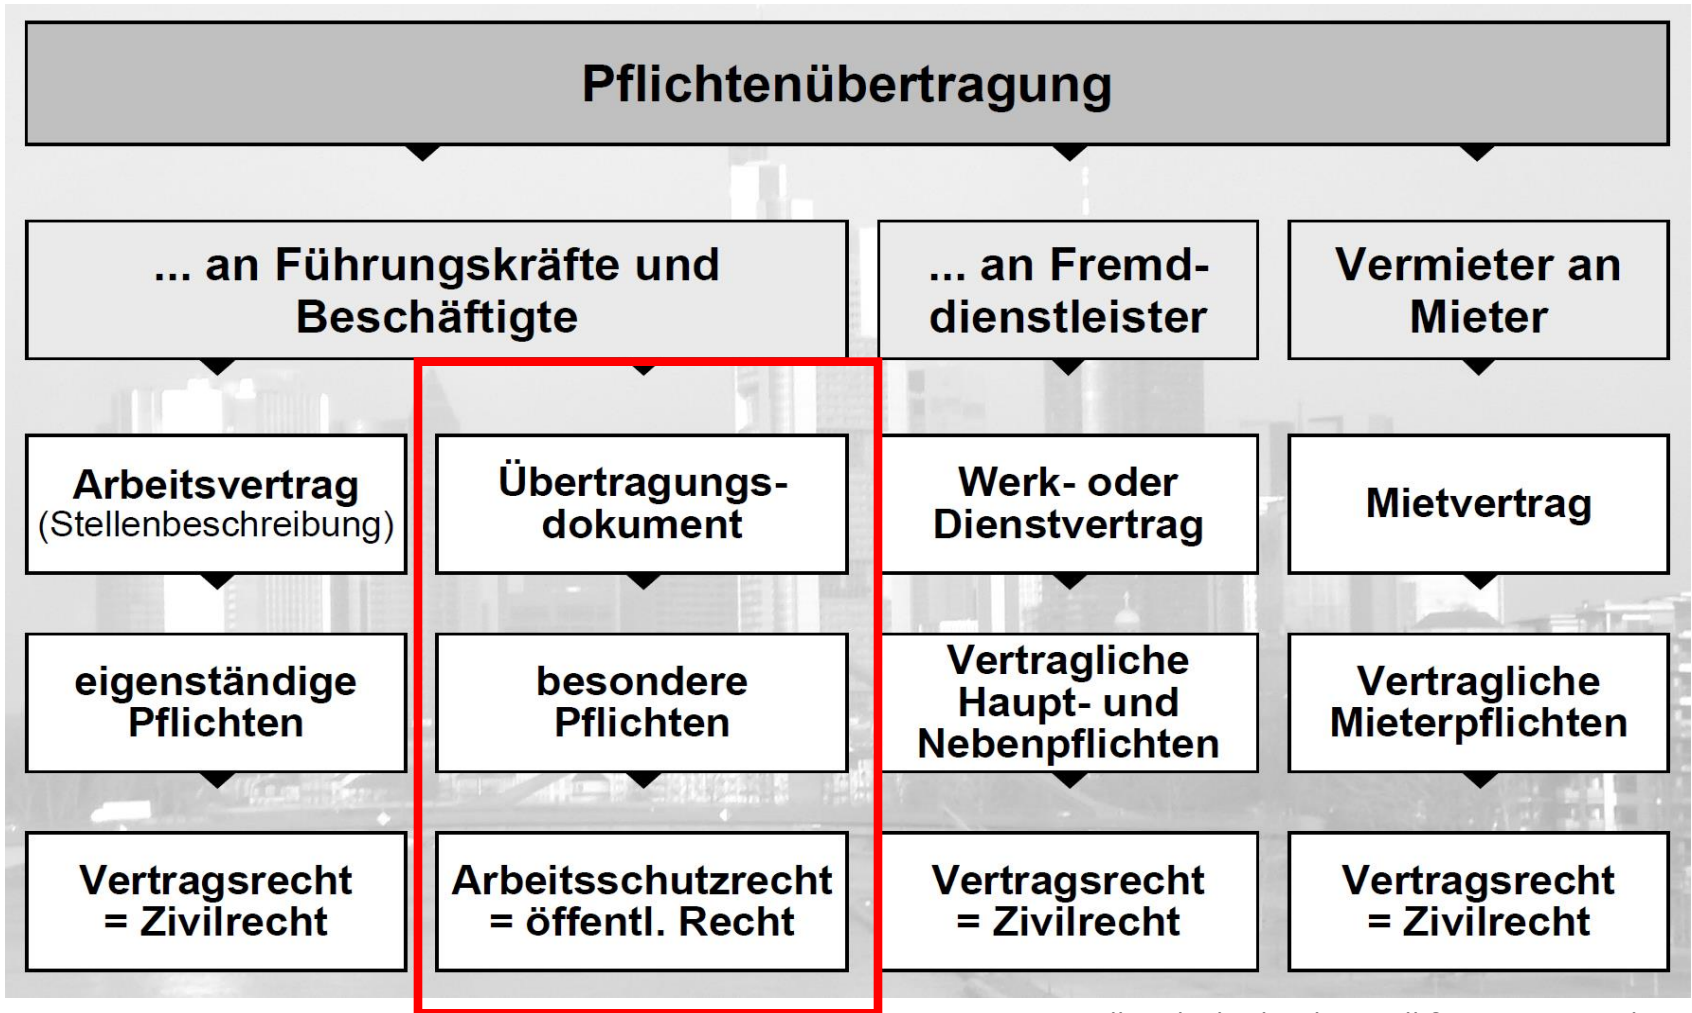 Pflichtenübertragung
... an Führungskräfte und
Beschäftigte
... an Fremd-
dienstleister
Vermieter an
Mieter
Arbeitsvertrag
(Stellenbeschreibung)
Übertragungs-
dokument
Werk- oder
Dienstvertrag
Mietvertrag
eigenständige
Pflichten
besondere
Pflichten
Vertragliche
Haupt- und
Nebenpflichten
Vertragliche
Mieterpflichten
Vertragsrecht
= Zivilrecht
Arbeitsschutzrecht
= öffentl. Recht
Vertragsrecht
= Zivilrecht
Vertragsrecht
= Zivilrecht